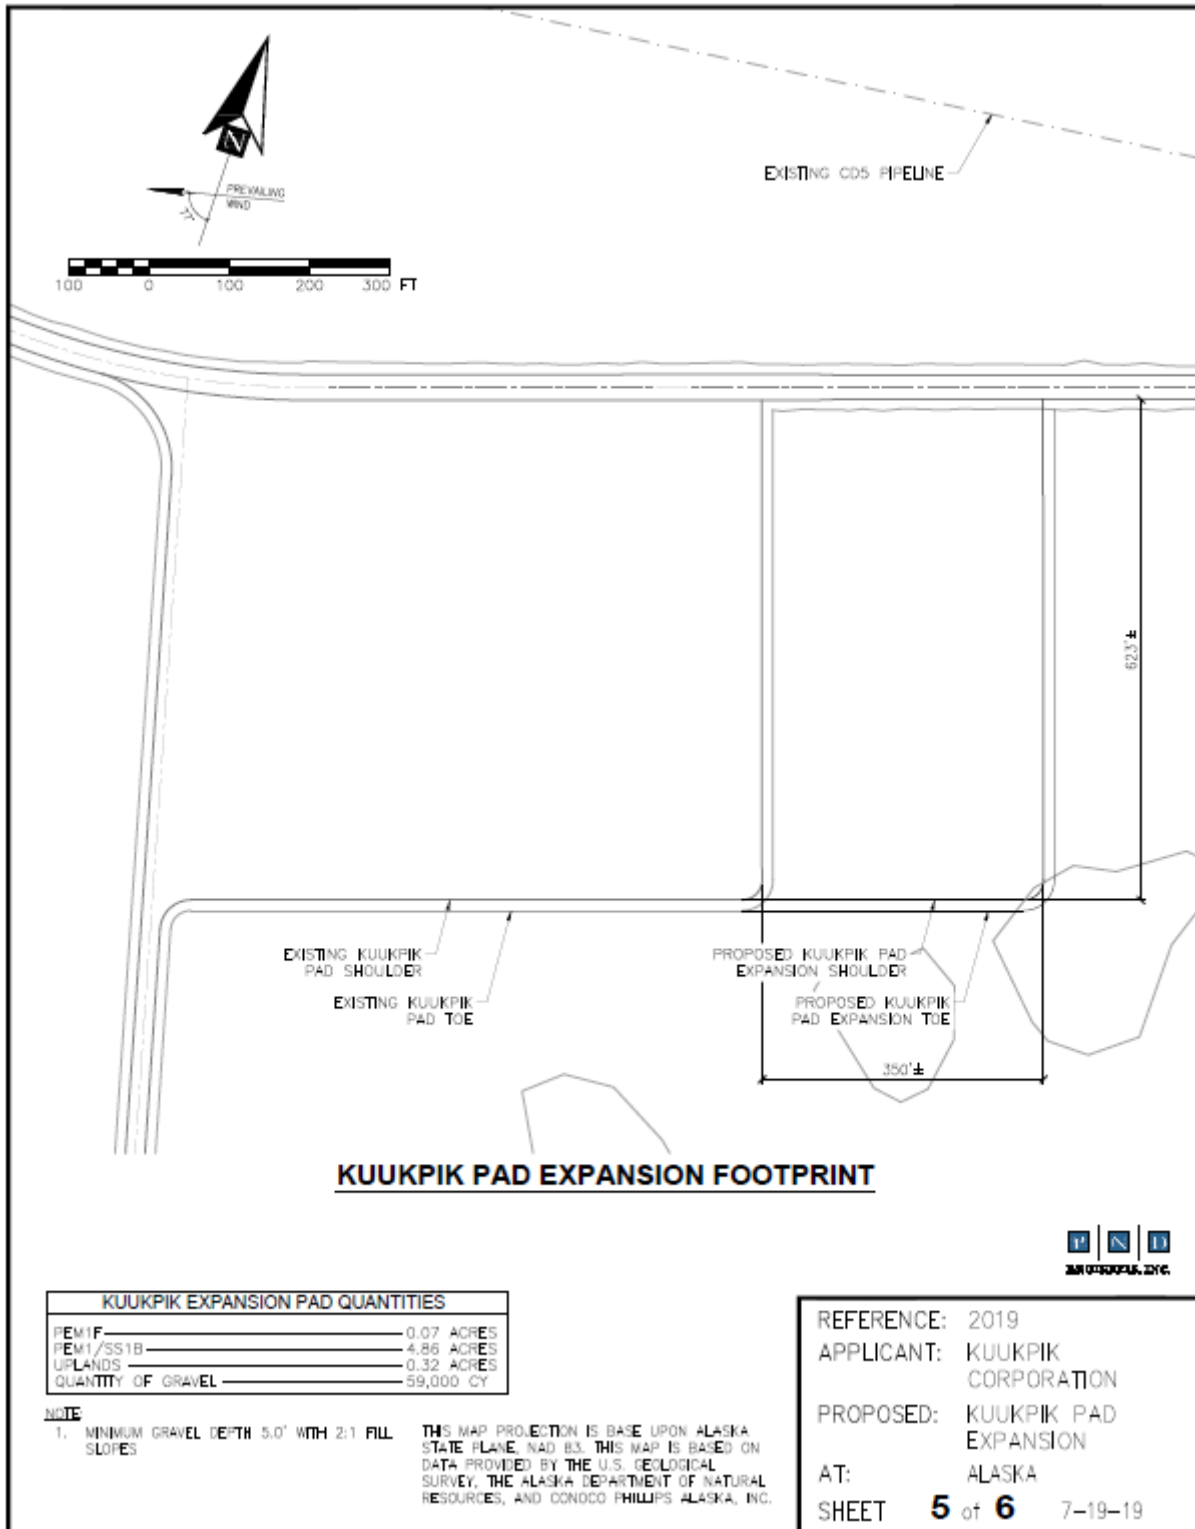 N
PREVAILING
WIND
77°
100 0 100 200 300 FT
EXISTING CD5 PIPELINE
623'±
EXISTING KUUKPIK
PAD SHOULDER
EXISTING KUUKPIK
PAD TOE
PROPOSED KUUKPIK PAD
EXPANSION SHOULDER
PROPOSED KUUKPIK
PAD EXPANSION TOE
350'±
KUUKPIK PAD EXPANSION FOOTPRINT
P N D
ENGINEERS, INC.
KUUKPIK EXPANSION PAD QUANTITIES
PEM1F 0.07 ACRES
PEM1/SS1B 4.86 ACRES
UPLANDS 0.32 ACRES
QUANTITY OF GRAVEL 59,000 CY
NOTE:
1. MINIMUM GRAVEL DEPTH 5.0' WITH 2:1 FILL
SLOPES
THIS MAP PROJECTION IS BASE UPON ALASKA
STATE PLANE, NAD 83. THIS MAP IS BASED ON
DATA PROVIDED BY THE U.S. GEOLOGICAL
SURVEY, THE ALASKA DEPARTMENT OF NATURAL
RESOURCES, AND CONOCO PHILLIPS ALASKA, INC.
REFERENCE: 2019
APPLICANT: KUUKPIK
CORPORATION
PROPOSED: KUUKPIK PAD
EXPANSION
AT: ALASKA
SHEET 5 of 6 7-19-19